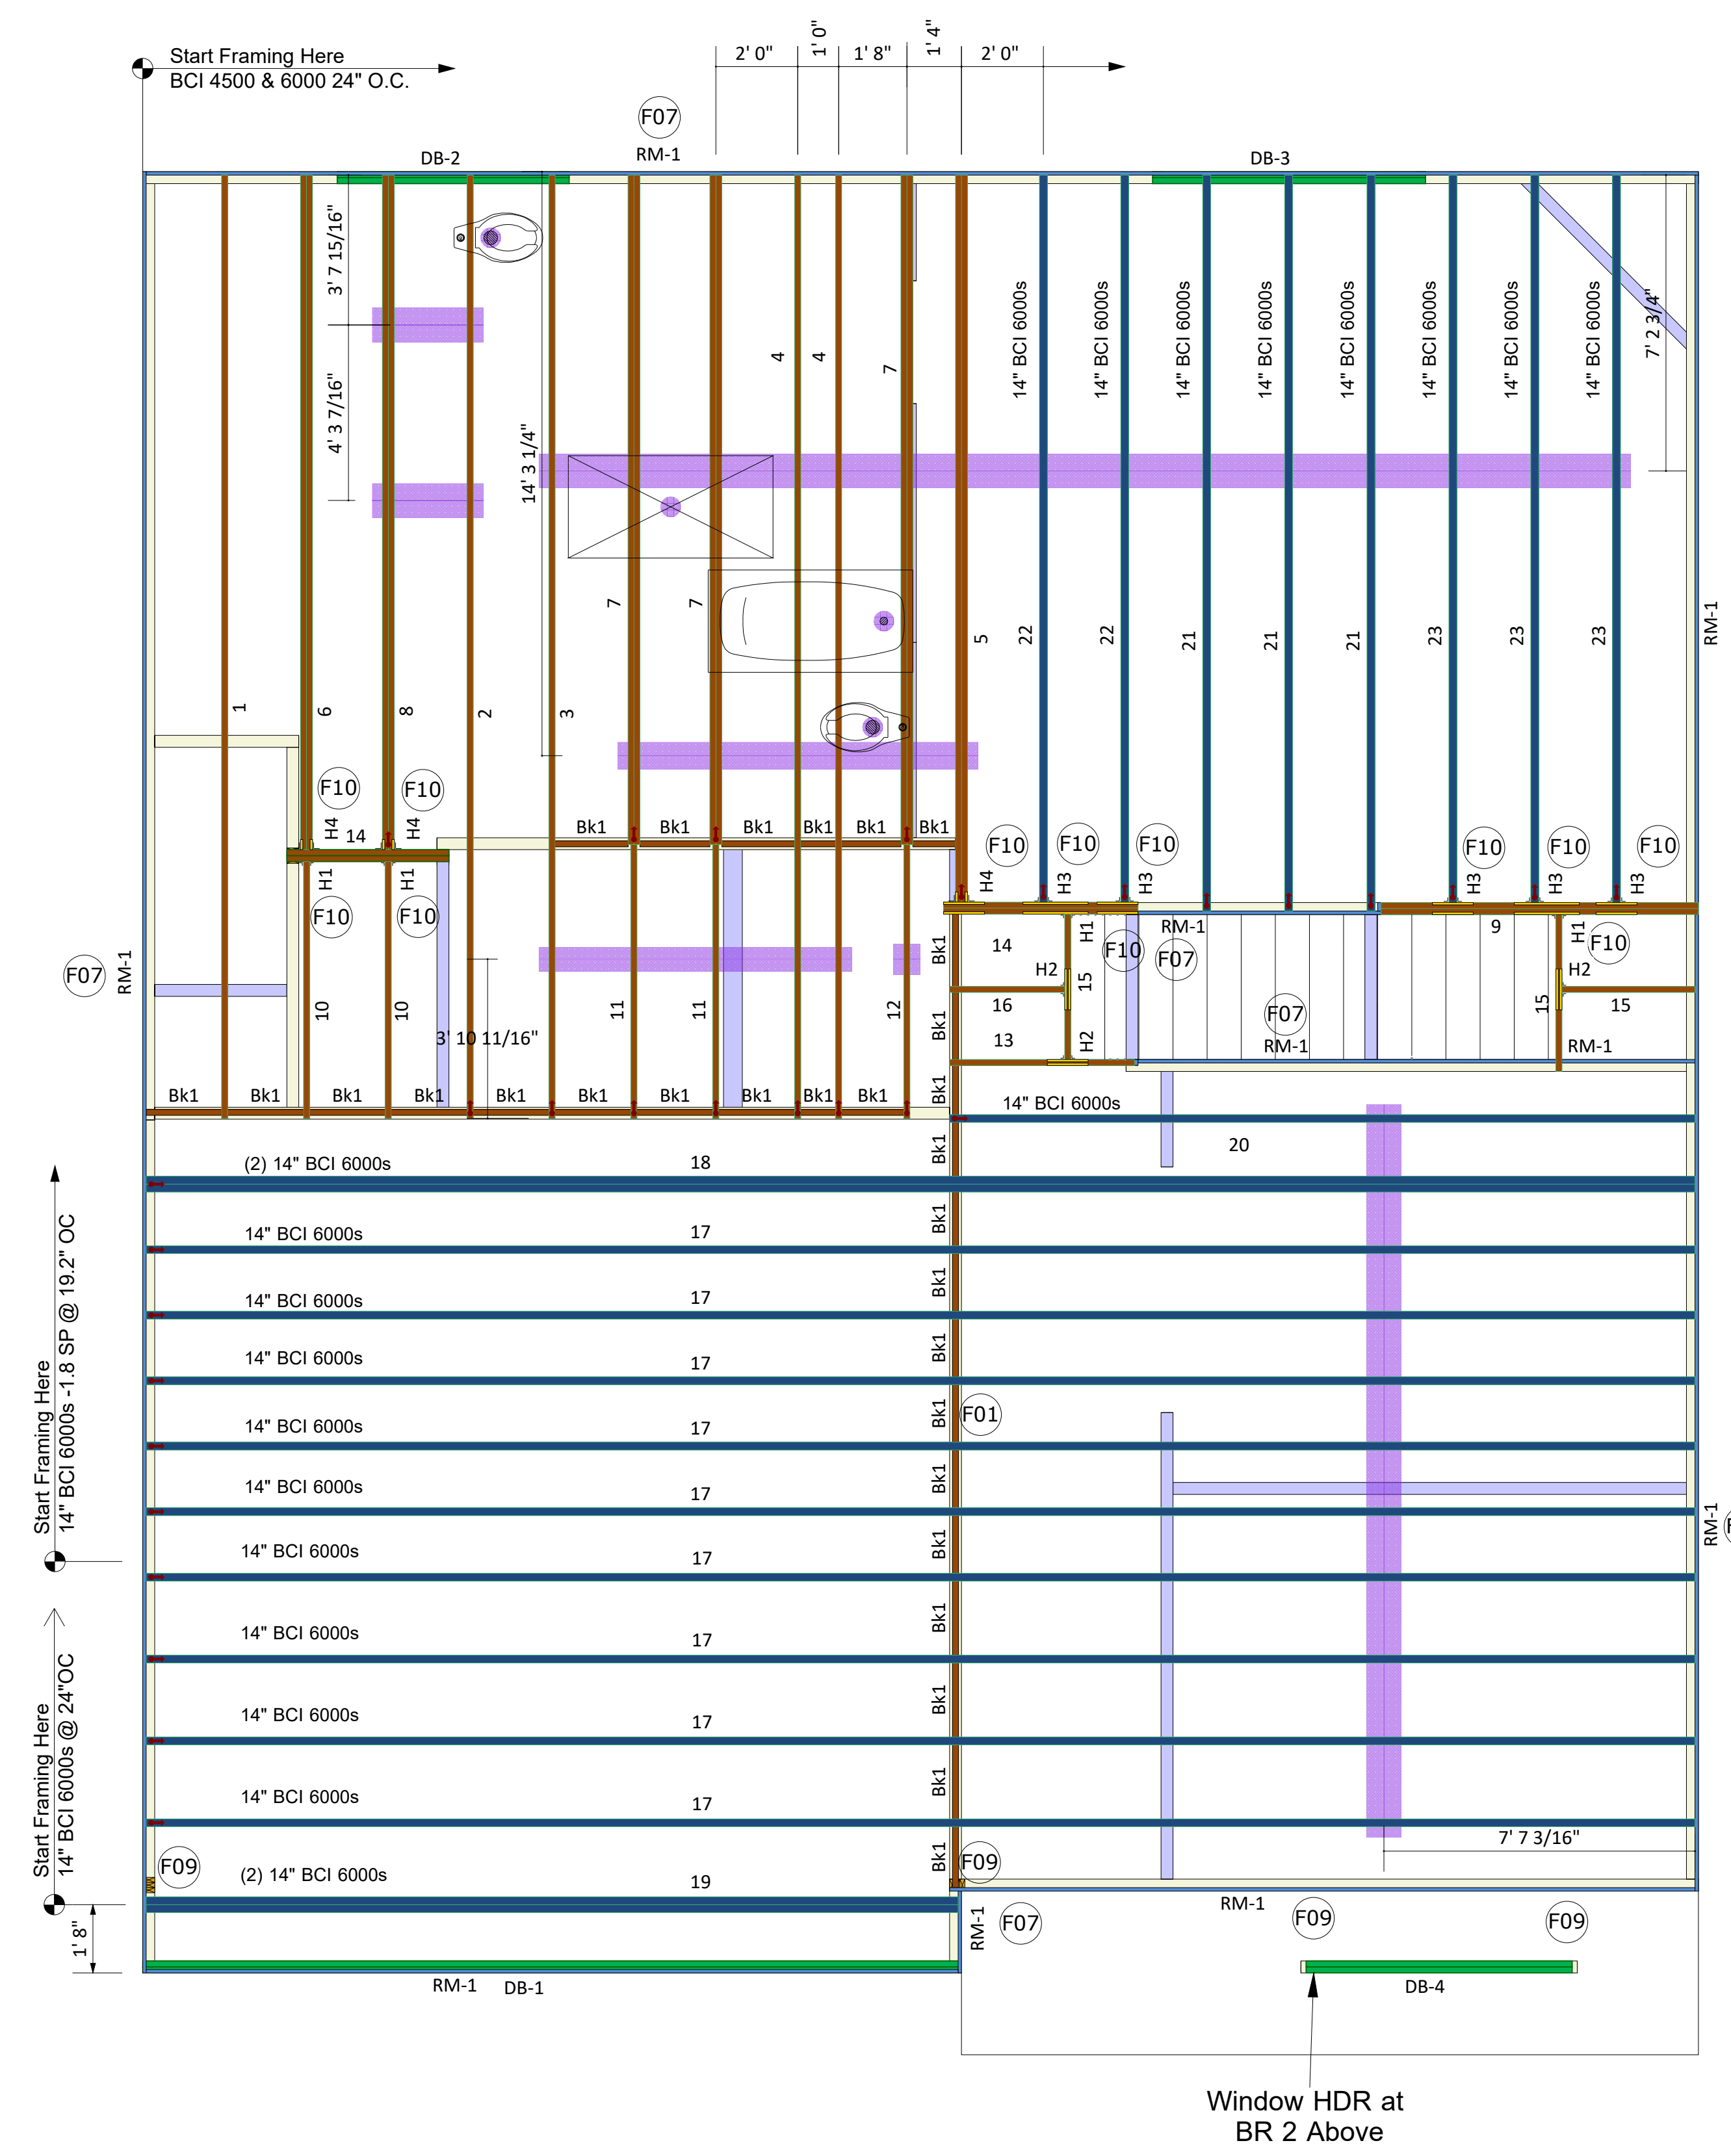 Start Framing Here
BCI 4500 & 6000 24" O.C.
2' 0"
1' 0"
1' 8"
1' 4"
2' 0"
F07
DB-2
RM-1
DB-3
3' 7 15/16"
4' 3 7/16"
14' 3 1/4"
7' 2 3/4"
14" BCI 6000s
14" BCI 6000s
14" BCI 6000s
14" BCI 6000s
14" BCI 6000s
14" BCI 6000s
14" BCI 6000s
14" BCI 6000s
4
4
7
7
7
1
6
8
2
3
5
22
22
21
21
21
23
23
23
RM-1
F10
F10
H4
14
H4
Bk1
Bk1
Bk1
Bk1
Bk1
Bk1
F10
F10
F10
F10
F10
F10
H4
H3
H3
H3
H3
H3
H1
H1
F10
F10
F07
RM-1
10
10
3' 10 11/16"
11
11
12
Bk1
14
H1
F10
RM-1
F07
9
H1
F10
H2
15
16
H2
15
15
F07
Bk1
13
H2
RM-1
RM-1
Bk1
Bk1
Bk1
Bk1
Bk1
Bk1
Bk1
Bk1
Bk1
Bk1
14" BCI 6000s
20
(2) 14" BCI 6000s
18
Bk1
14" BCI 6000s
17
Bk1
14" BCI 6000s
17
Bk1
14" BCI 6000s
17
Bk1
14" BCI 6000s
17
Bk1
F01
14" BCI 6000s
17
Bk1
14" BCI 6000s
17
Bk1
14" BCI 6000s
17
Bk1
14" BCI 6000s
17
Bk1
14" BCI 6000s
17
Bk1
RM-1
Start Framing Here
14" BCI 6000s -1.8 SP @ 19.2" OC
Start Framing Here
14" BCI 6000s @ 24"OC
1' 8"
7' 7 3/16"
F09
(2) 14" BCI 6000s
19
Bk1
F09
RM-1
F07
RM-1
F09
F09
RM-1
DB-1
DB-4
Window HDR at
BR 2 Above